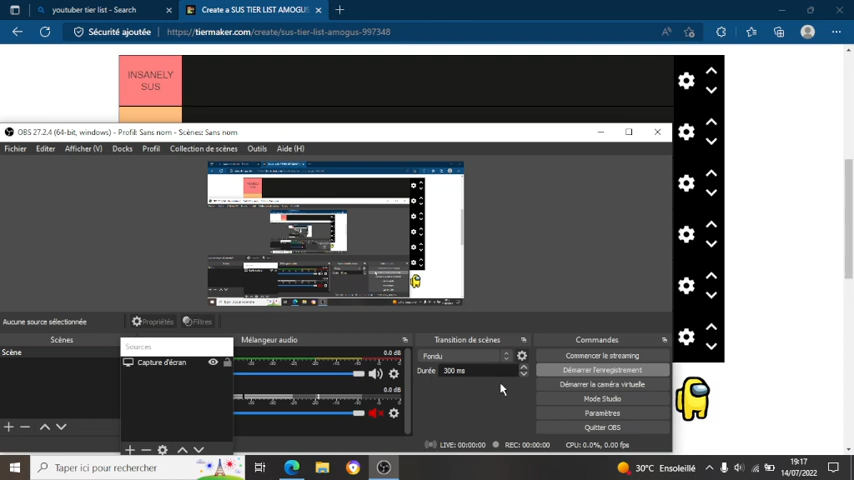 youtuber tier list - Search
Create a SUS TIER LIST AMOGUS
Sécurité ajoutée
https://tiermaker.com/create/sus-tier-list-amogus-997348
INSANELY
SUS
OBS 27.2.4 (64-bit, windows) - Profil: Sans nom - Scènes: Sans nom
Fichier Editer Afficher (V) Docks Profil Collection de scènes Outils Aide (H)
Aucune source sélectionnée
Propriétés
Filtres
Scènes
Sources
Mélangeur audio
Transition de scènes
Commandes
Scène
Capture d'écran
0.0 dB
0.0 dB
Fondu
Durée 300 ms
Commencer le streaming
Démarrer l'enregistrement
Démarrer la caméra virtuelle
Mode Studio
Paramètres
Quitter OBS
LIVE: 00:00:00 REC: 00:00:00 CPU: 0.0%, 0.00 fps
Taper ici pour rechercher
30°C Ensoleillé
19:17
14/07/2022